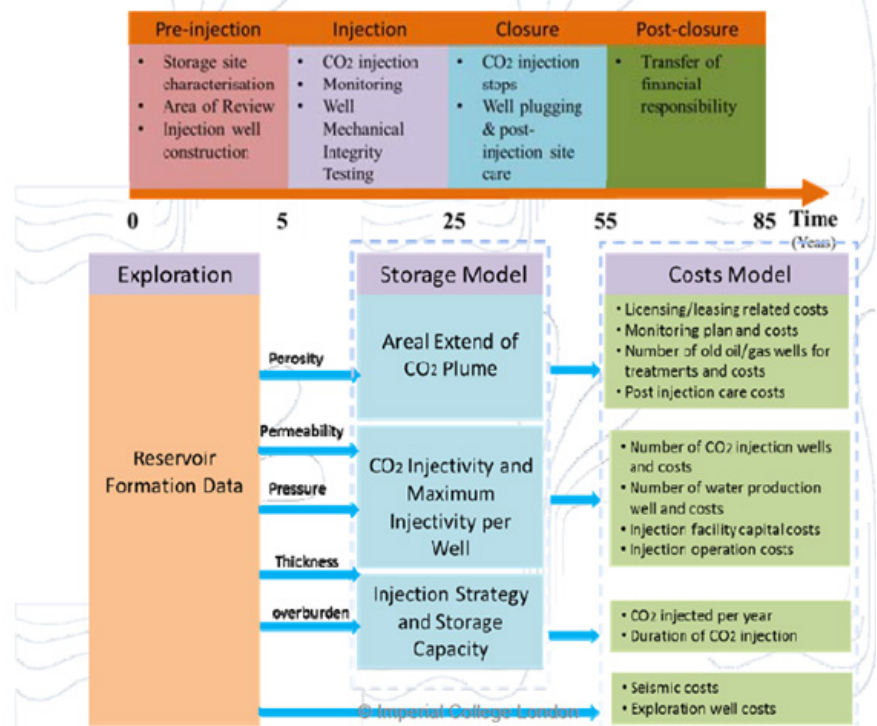 Pre-injection
Injection
Closure
Post-closure
• Storage site
characterisation
• Area of Review
• Injection well
construction
• CO2 injection
• Monitoring
• Well
Mechanical
Integrity
Testing
• CO2 injection
stops
• Well plugging
& post-
injection site
care
• Transfer of
financial
responsibility
0 5 25 55 85 Time
(Years)
Exploration
Storage Model
Costs Model
Reservoir
Formation Data
Porosity
Permeability
Pressure
Thickness
overburden
Areal Extend of
CO2 Plume
CO2 Injectivity and
Maximum
Injectivity per
Well
Injection Strategy
and Storage
Capacity
• Licensing/leasing related costs
• Monitoring plan and costs
• Number of old oil/gas wells for
treatments and costs
• Post injection care costs
• Number of CO2 injection wells
and costs
• Number of water production
well and costs
• Injection facility capital costs
• Injection operation costs
• CO2 injected per year
• Duration of CO2 injection
• Seismic costs
• Exploration well costs
© Imperial College London